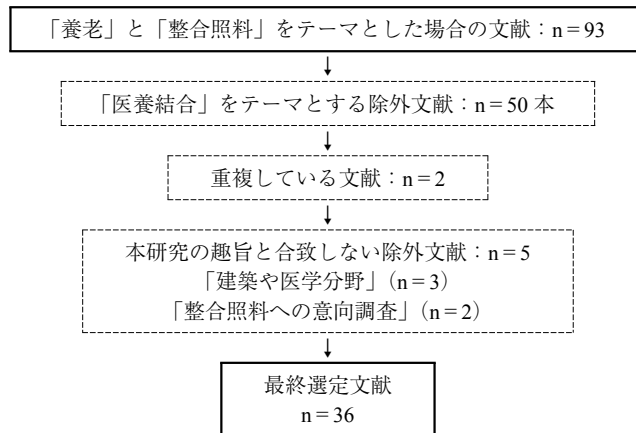 「養老」と「整合照料」をテーマとした場合の文献：n＝93
「医養結合」をテーマとする除外文献：n＝50 本
重複している文献：n＝2
本研究の趣旨と合致しない除外文献：n＝5
「建築や医学分野」（n＝3）
「整合照料への意向調査」（n＝2）
最終選定文献
n＝36